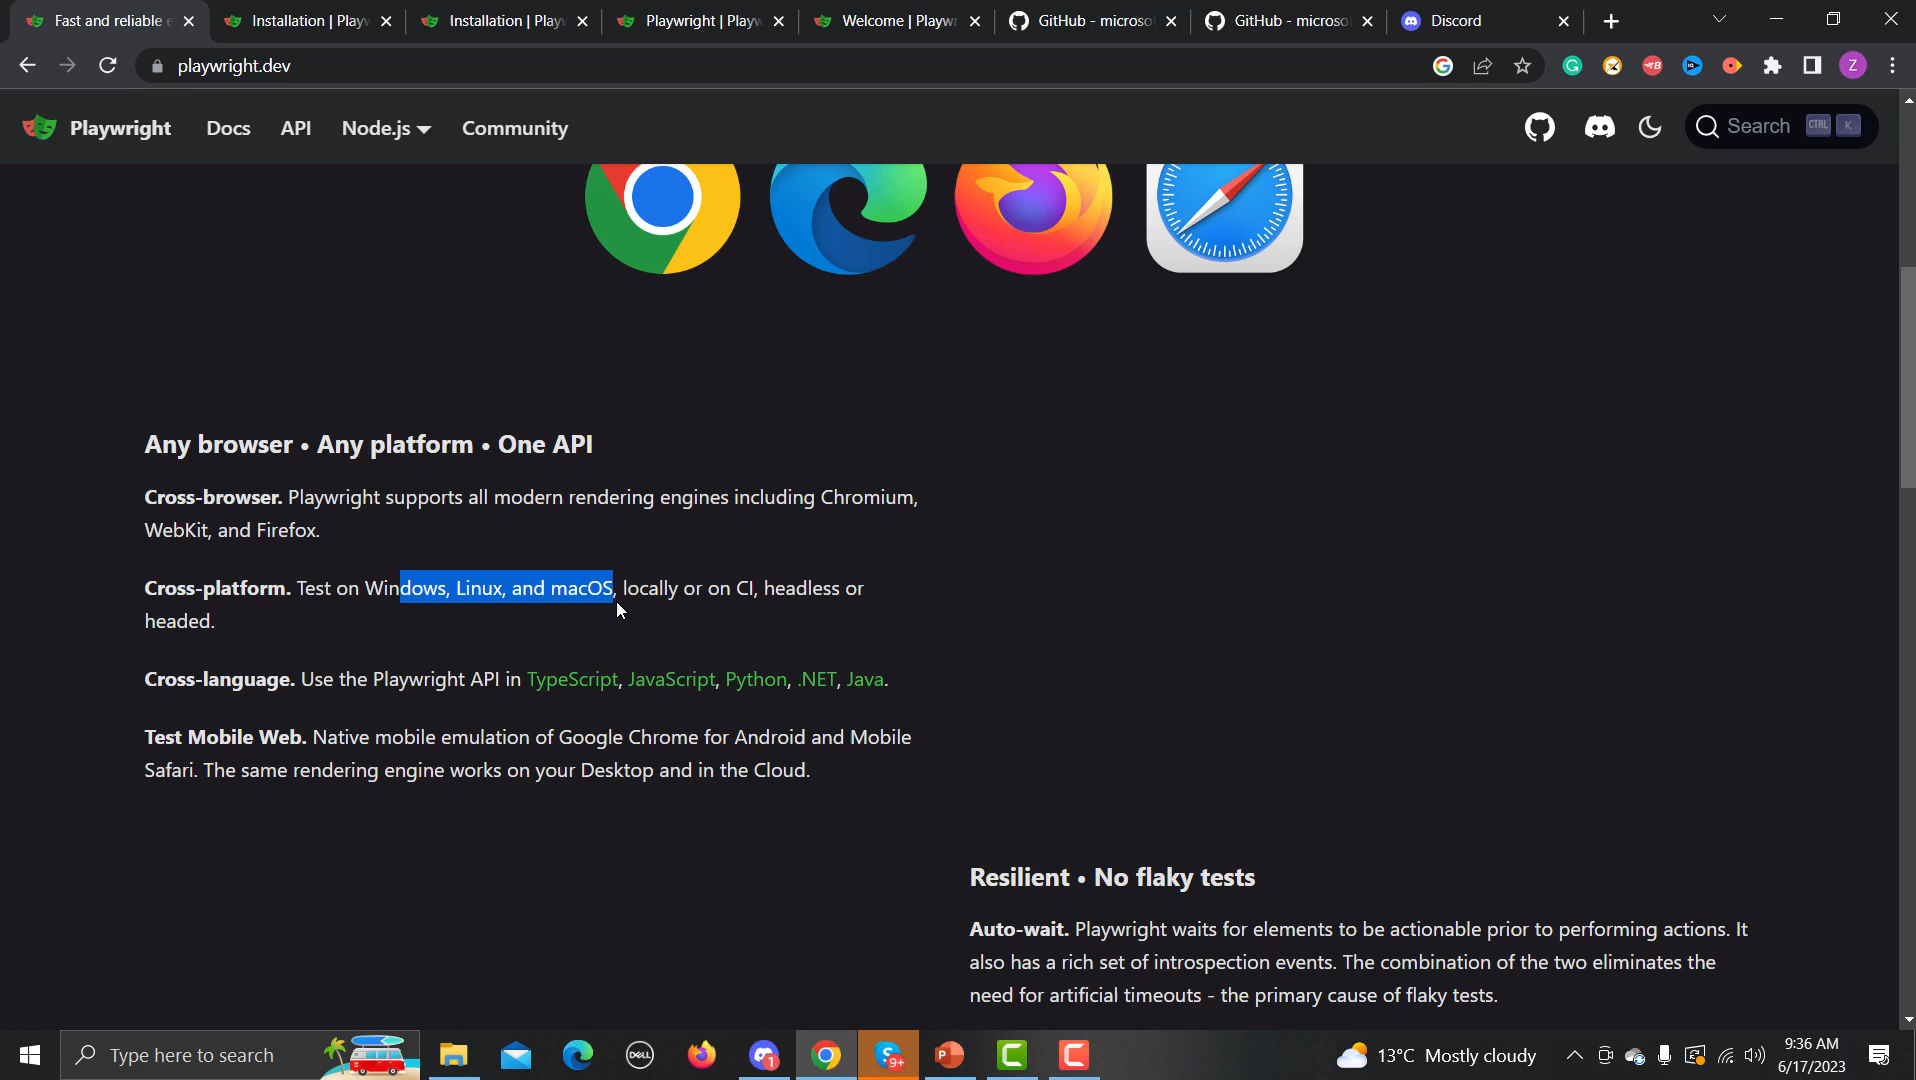 Fast and reliable e
Installation | Playw
Installation | Playw
Playwright | Playw
Welcome | Playwr
GitHub - microso
GitHub - microso
Discord
playwright.dev
Z
Playwright Docs API Node.js Community
Search CTRL K
Any browser • Any platform • One API
Cross-browser. Playwright supports all modern rendering engines including Chromium,
WebKit, and Firefox.
Cross-platform. Test on Windows, Linux, and macOS, locally or on CI, headless or
headed.
Cross-language. Use the Playwright API in TypeScript, JavaScript, Python, .NET, Java.
Test Mobile Web. Native mobile emulation of Google Chrome for Android and Mobile
Safari. The same rendering engine works on your Desktop and in the Cloud.
Resilient • No flaky tests
Auto-wait. Playwright waits for elements to be actionable prior to performing actions. It
also has a rich set of introspection events. The combination of the two eliminates the
need for artificial timeouts - the primary cause of flaky tests.
Type here to search
DELL
1
9+
13°C Mostly cloudy
9:36 AM
6/17/2023